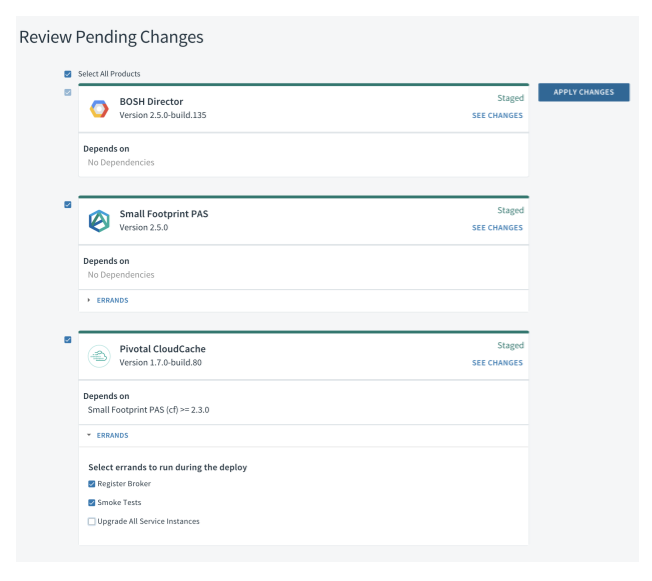 Review Pending Changes
Select All Products
BOSH Director
Version 2.5.0-build.135
Staged
SEE CHANGES
APPLY CHANGES
Depends on
No Dependencies
Small Footprint PAS
Version 2.5.0
Staged
SEE CHANGES
Depends on
No Dependencies
ERRANDS
Pivotal CloudCache
Version 1.7.0-build.80
Staged
SEE CHANGES
Depends on
Small Footprint PAS (cf) >= 2.3.0
ERRANDS
Select errands to run during the deploy
Register Broker
Smoke Tests
Upgrade All Service Instances